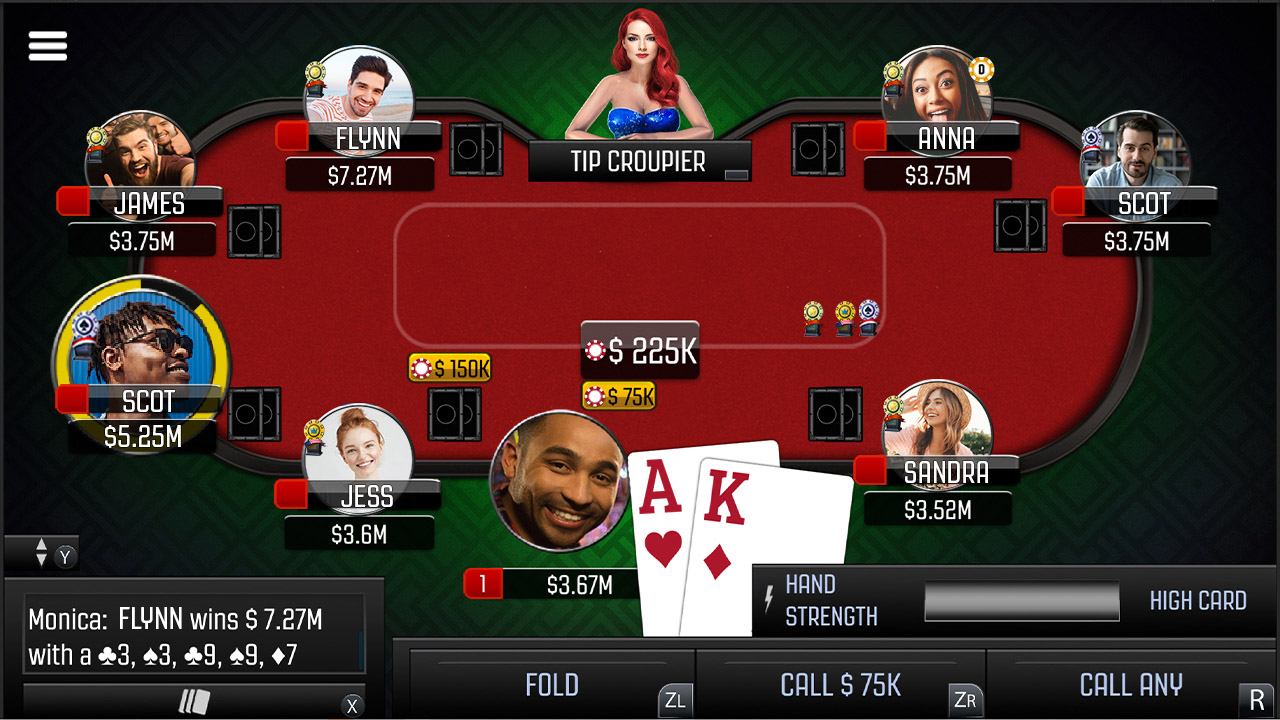 FLYNN
$7.27M
TIP CROUPIER
ANNA
$3.75M
D
JAMES
$3.75M
SCOT
$3.75M
SCOT
$5.25M
$ 150K
$ 225K
$ 75K
JESS
$3.6M
A K
SANDRA
$3.52M
1 $3.67M
Y
HAND
STRENGTH
HIGH CARD
Monica: FLYNN wins $ 7.27M
with a ♣3, ♠3, ♣9, ♠9, ♦7
X
FOLD ZL
CALL $ 75K ZR
CALL ANY R